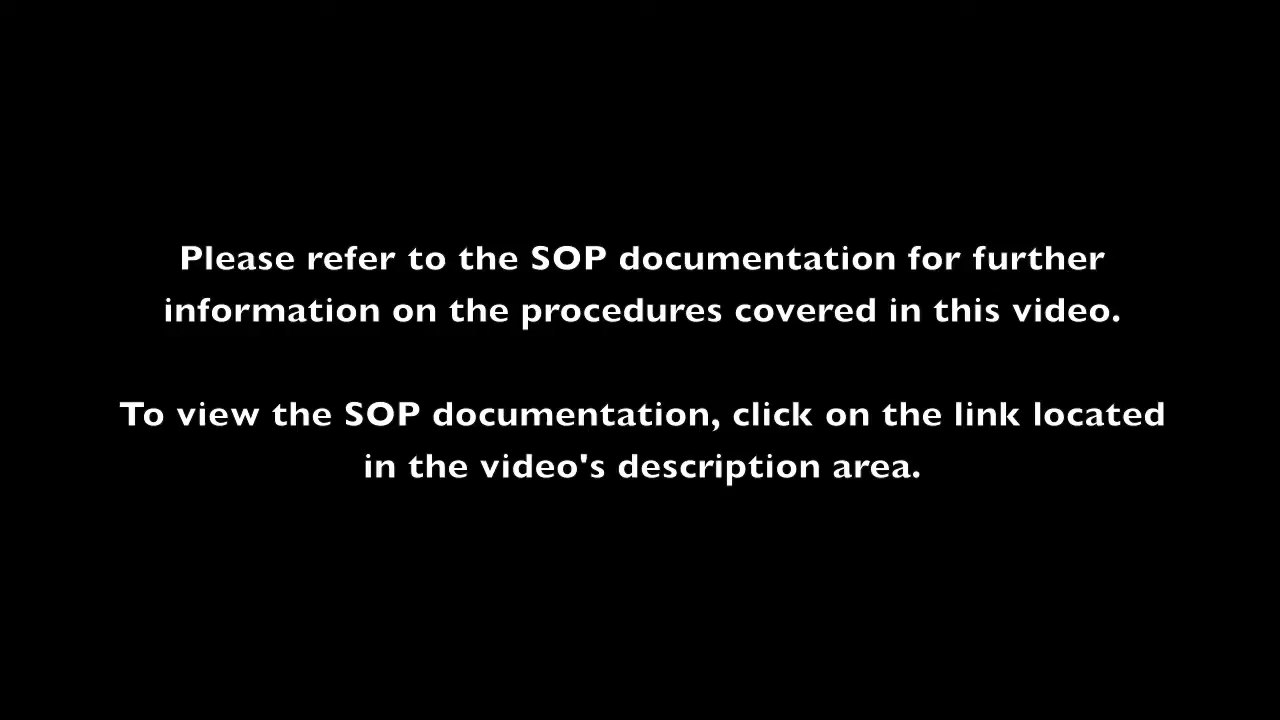 Please refer to the SOP documentation for further
information on the procedures covered in this video.
To view the SOP documentation, click on the link located
in the video's description area.